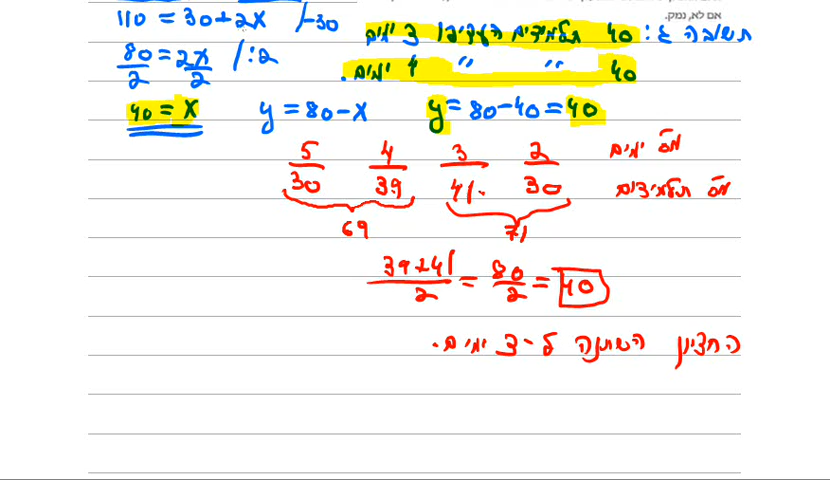 אם לא, נמק.
110 = 30+2x /-30
תשובה ג: 40 תלמידים העדיפו 3 ימים
80/2 = 2x/2 /:2
40 " " 4 ימים.
40 = x y = 80-x y = 80-40 = 40
מס' ימים 2 3 4 5
מס' תלמידים 30 41 39 30
69 71
39+41/2 = 80/2 = 40
החציון השתנה ל-3 ימים.